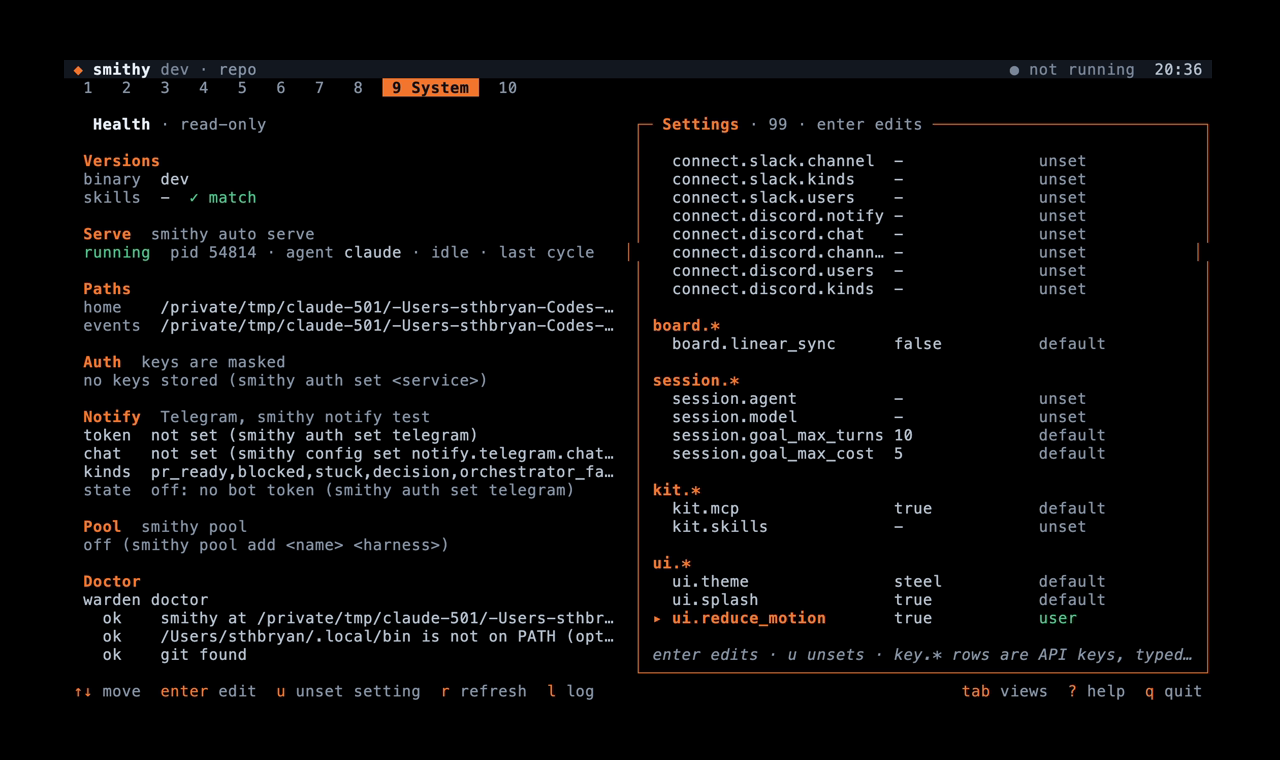 ◆ smithy dev · repo ● not running 20:36
1 2 3 4 5 6 7 8 9 System 10
Health · read-only
Versions
binary dev
skills – ✓ match
Serve smithy auto serve
running pid 54814 · agent claude · idle · last cycle
Paths
home /private/tmp/claude-501/-Users-sthbryan-Codes-…
events /private/tmp/claude-501/-Users-sthbryan-Codes-…
Auth keys are masked
no keys stored (smithy auth set <service>)
Notify Telegram, smithy notify test
token not set (smithy auth set telegram)
chat not set (smithy config set notify.telegram.chat…
kinds pr_ready,blocked,stuck,decision,orchestrator_fa…
state off: no bot token (smithy auth set telegram)
Pool smithy pool
off (smithy pool add <name> <harness>)
Doctor
warden doctor
ok smithy at /private/tmp/claude-501/-Users-sthbr…
ok /Users/sthbryan/.local/bin is not on PATH (opt…
ok git found
Settings · 99 · enter edits
connect.slack.channel – unset
connect.slack.kinds – unset
connect.slack.users – unset
connect.discord.notify – unset
connect.discord.chat – unset
connect.discord.chann… – unset
connect.discord.users – unset
connect.discord.kinds – unset
board.*
board.linear_sync false default
session.*
session.agent – unset
session.model – unset
session.goal_max_turns 10 default
session.goal_max_cost 5 default
kit.*
kit.mcp true default
kit.skills – unset
ui.*
ui.theme steel default
ui.splash true default
▸ ui.reduce_motion true user
enter edits · u unsets · key.* rows are API keys, typed…
↑↓ move enter edit u unset setting r refresh l log tab views ? help q quit